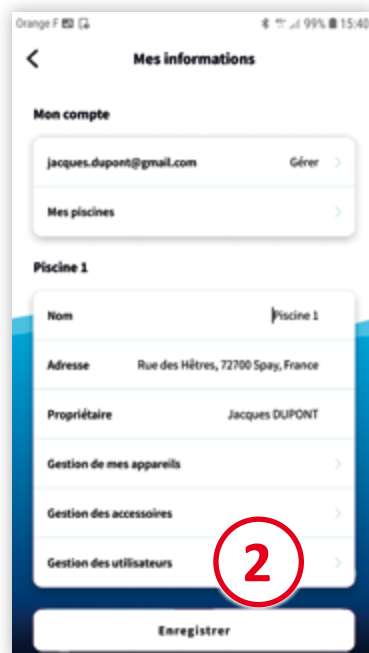 Orange F 99% 15:40
Mes informations
Mon compte
jacques.dupont@gmail.com Gérer
Mes piscines
Piscine 1
Nom Piscine 1
Adresse Rue des Hêtres, 72700 Spay, France
Propriétaire Jacques DUPONT
Gestion de mes appareils
Gestion des accessoires
Gestion des utilisateurs 2
Enregistrer